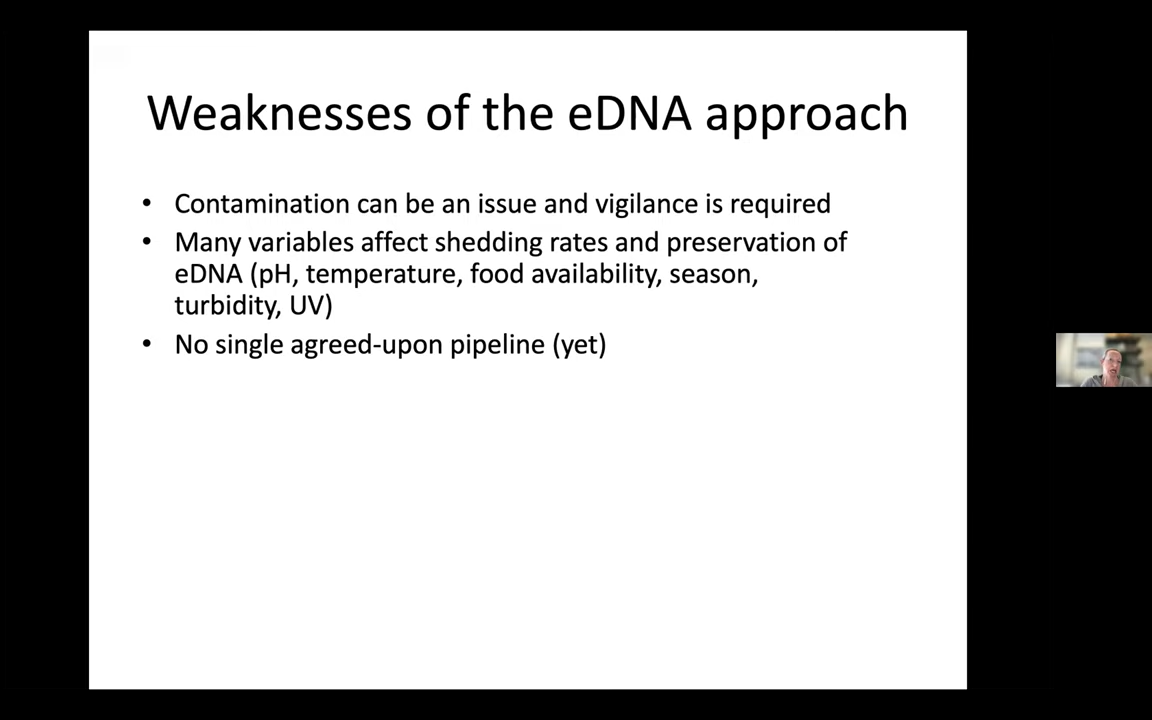 Weaknesses of the eDNA approach
• Contamination can be an issue and vigilance is required
• Many variables affect shedding rates and preservation of
eDNA (pH, temperature, food availability, season,
turbidity, UV)
• No single agreed-upon pipeline (yet)